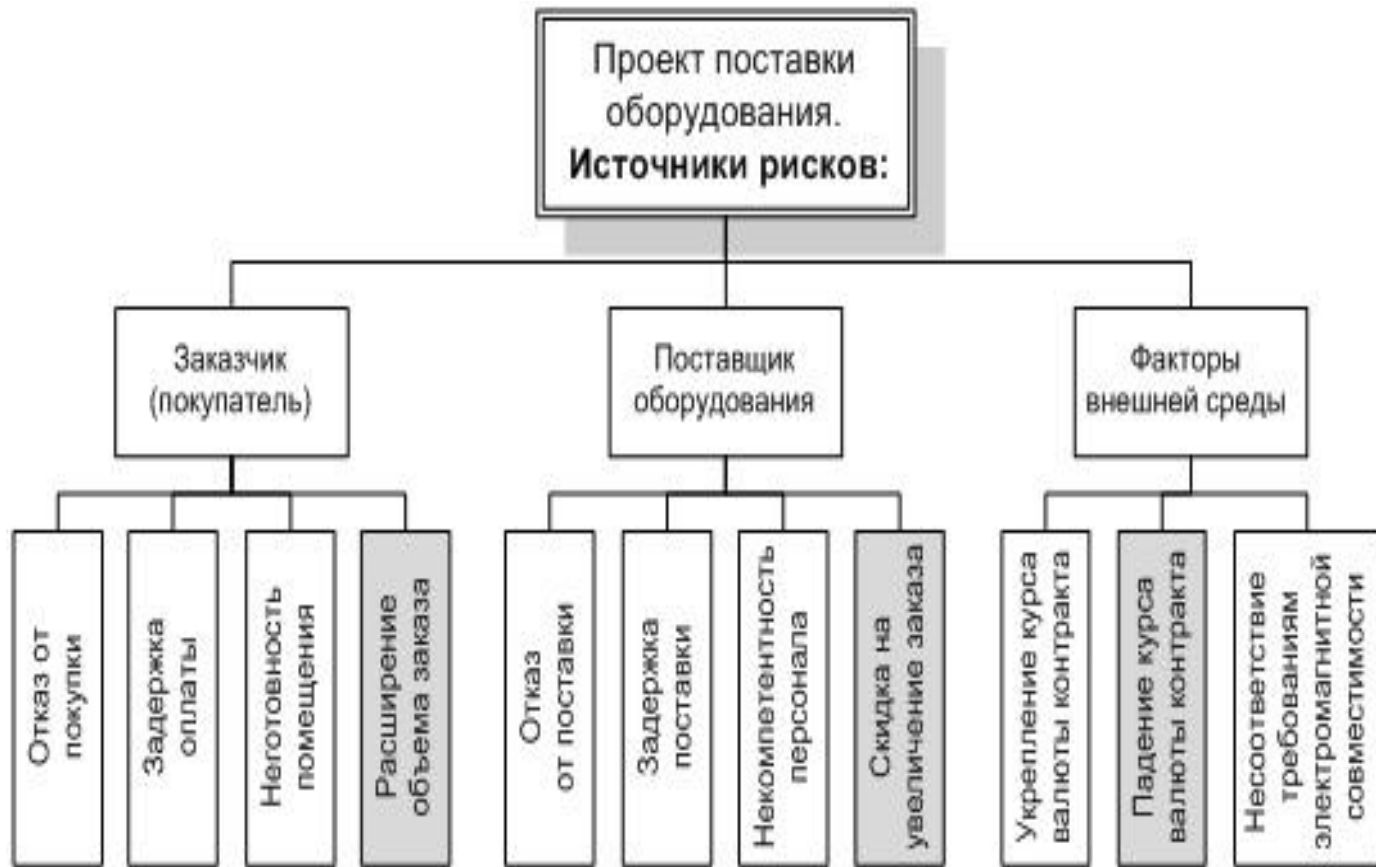 Проект поставки
оборудования.
Источники рисков:
Заказчик
(покупатель)
Поставщик
оборудования
Факторы
внешней среды
Отказ от
покупки
Задержка
оплаты
Неготовность
помещения
Расширение
объема заказа
Отказ
от поставки
Задержка
поставки
Некомпетентность
персонала
Скидка на
увеличение заказа
Укрепление курса
валюты контракта
Падение курса
валюты контракта
Несоответствие
требованиям
электромагнитной
совместимости